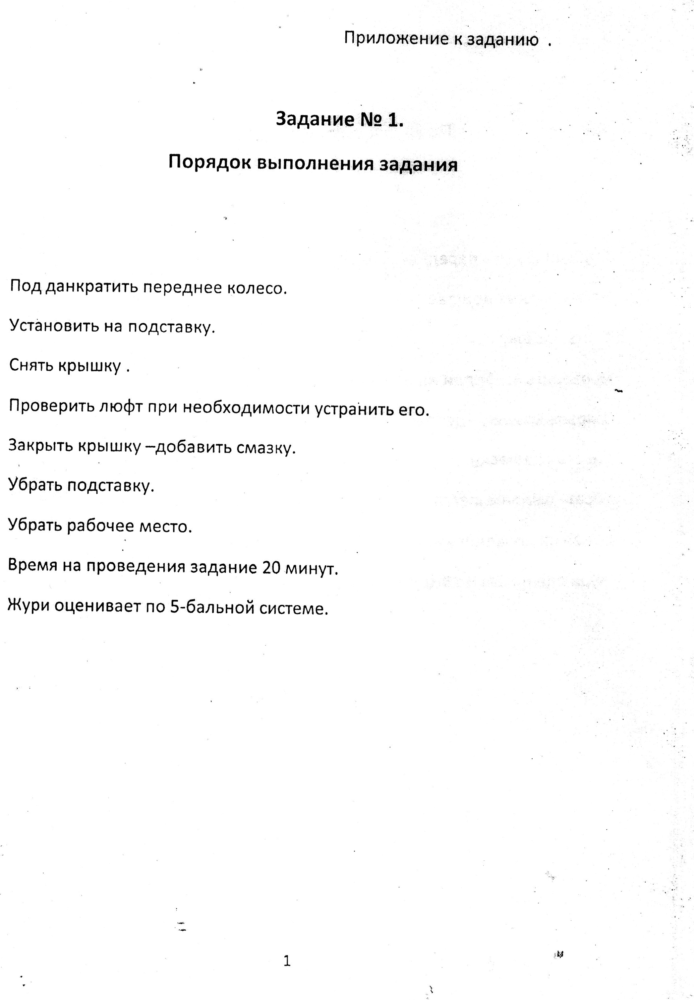 Приложение к заданию .
Задание № 1.
Порядок выполнения задания
Под данкратить переднее колесо.
Установить на подставку.
Снять крышку .
Проверить люфт при необходимости устранить его.
Закрыть крышку –добавить смазку.
Убрать подставку.
Убрать рабочее место.
Время на проведения задание 20 минут.
Жури оценивает по 5-бальной системе.
1